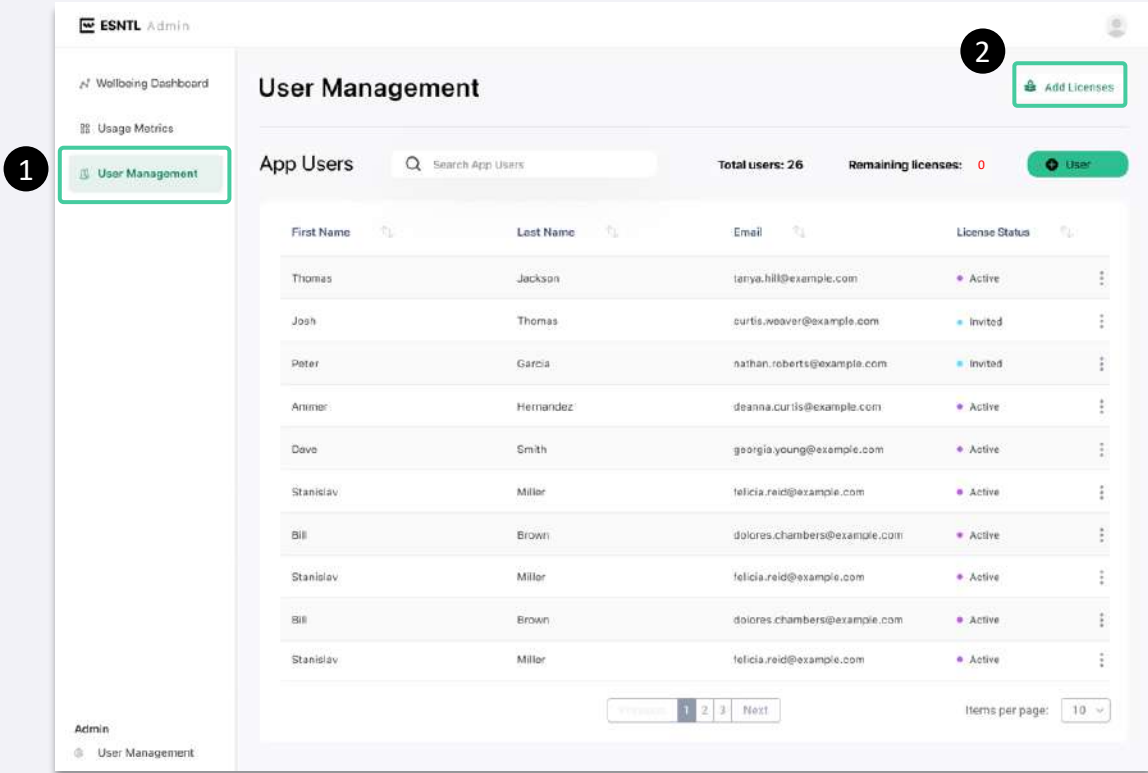 ESNTL Admin
2
Wellbeing Dashboard
User Management
Add Licenses
Usage Metrics
1
User Management
App Users
Search App Users
Total users: 26
Remaining licenses: 0
User
First Name Last Name Email License Status
Thomas Jackson tanya.hill@example.com Active
Josh Thomas curtis.weaver@example.com Invited
Peter Garcia nathan.roberts@example.com Invited
Ammer Hernandez deanna.curtis@example.com Active
Dave Smith georgia.young@example.com Active
Stanislav Miller felicia.reid@example.com Active
Bill Brown dolores.chambers@example.com Active
Stanislav Miller felicia.reid@example.com Active
Bill Brown dolores.chambers@example.com Active
Stanislav Miller felicia.reid@example.com Active
Previous 1 2 3 Next
Items per page: 10
Admin
User Management